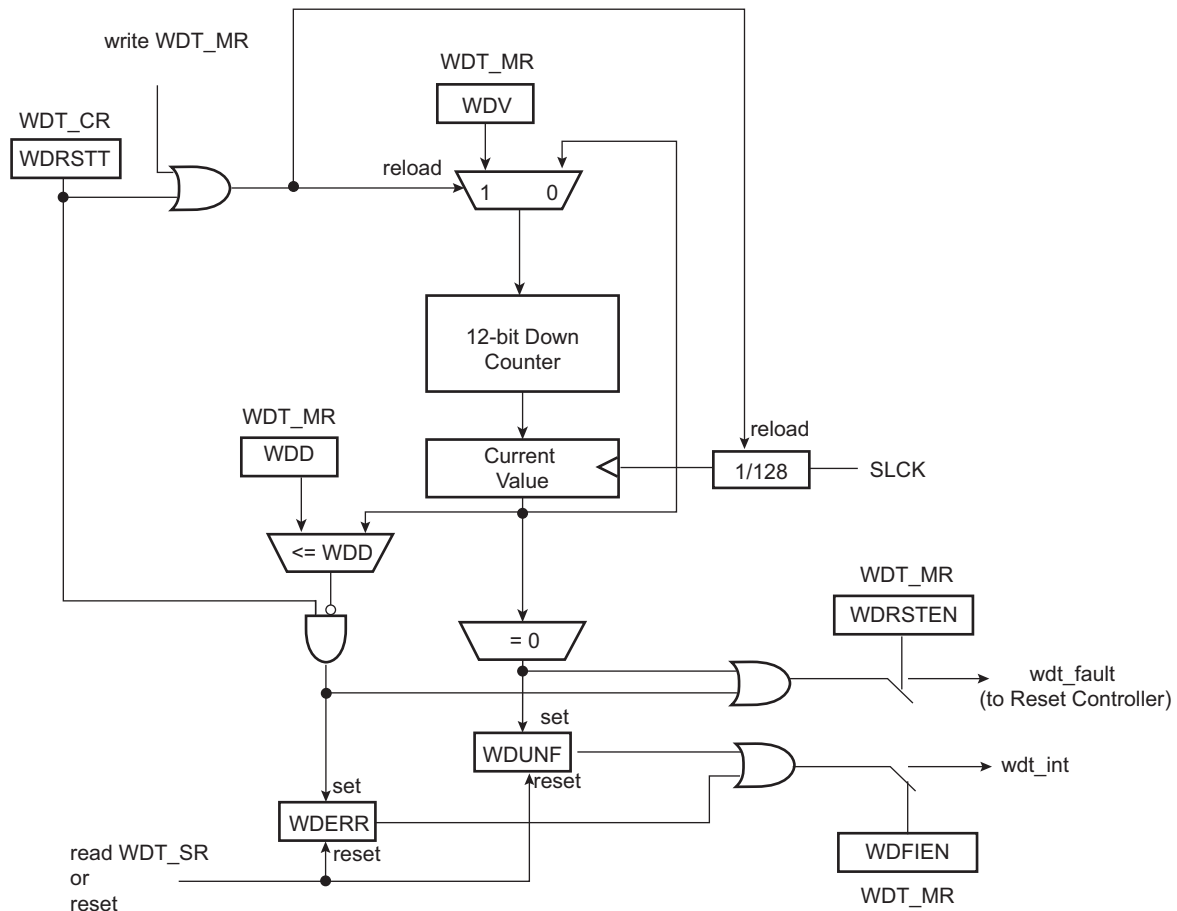 write WDT_MR
WDT_MR
WDV
WDT_CR
WDRSTT
reload
1 0
12-bit Down
Counter
WDT_MR
WDD
Current
Value
reload
1/128
SLCK
<= WDD
WDT_MR
WDRSTEN
= 0
wdt_fault
(to Reset Controller)
set
WDUNF
reset
wdt_int
set
WDERR
reset
read WDT_SR
or
reset
WDFIEN
WDT_MR